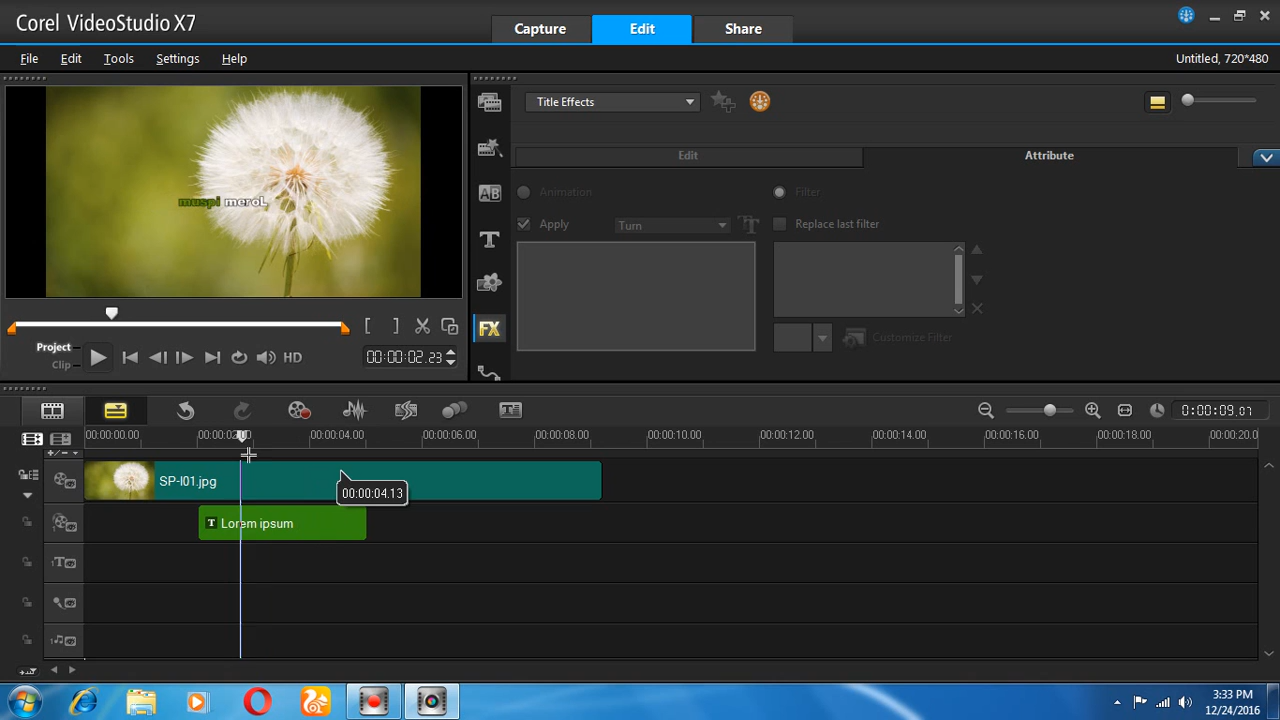 Corel VideoStudio X7
Capture
Edit
Share
File
Edit
Tools
Settings
Help
Untitled, 720*480
muspi meroL
Title Effects
Edit
Attribute
Animation
Filter
Apply
Turn
Replace last filter
AB
T
FX
Customize Filter
Project
Clip
HD
00:00:02.23
0:00:09.07
00:00:00.00
00:00:02.00
00:00:04.00
00:00:06.00
00:00:08.00
00:00:10.00
00:00:12.00
00:00:14.00
00:00:16.00
00:00:18.00
00:00:20.0
SP-I01.jpg
00:00:04.13
T Lorem ipsum
3:33 PM
12/24/2016